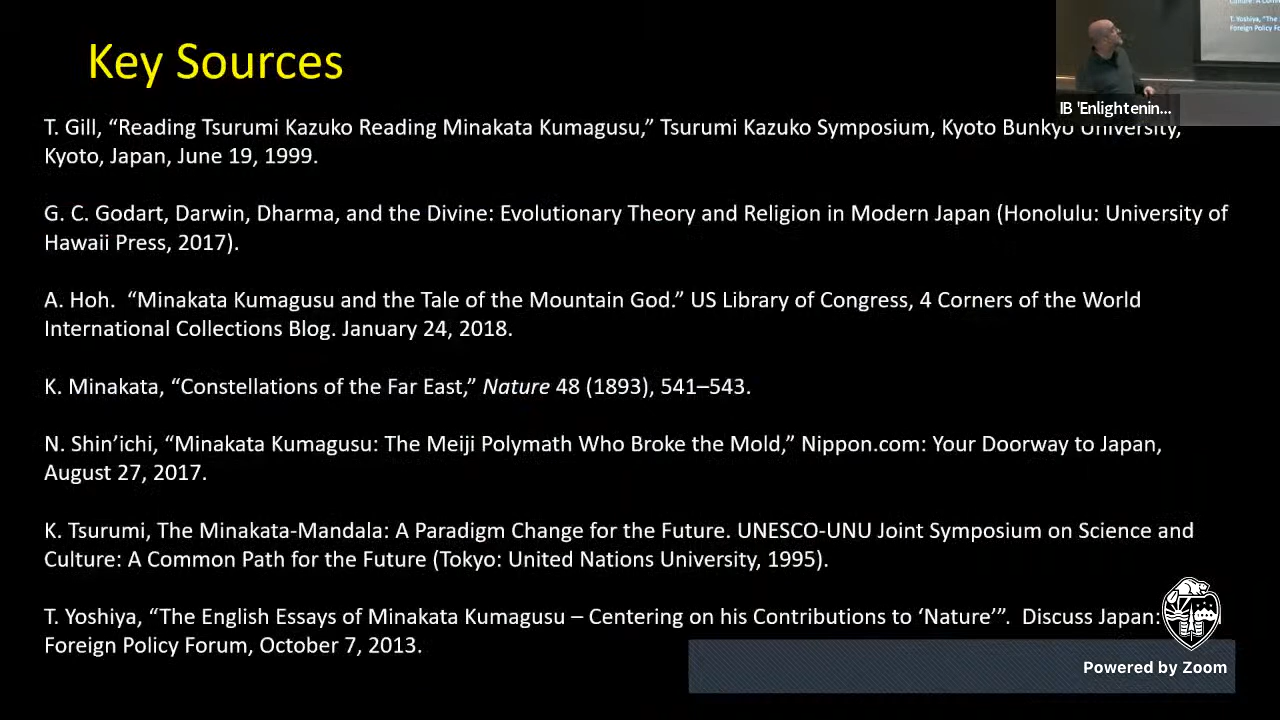 Key Sources
T. Gill, “Reading Tsurumi Kazuko Reading Minakata Kumagusu,” Tsurumi Kazuko Symposium, Kyoto Bunkyo University,
Kyoto, Japan, June 19, 1999.
G. C. Godart, Darwin, Dharma, and the Divine: Evolutionary Theory and Religion in Modern Japan (Honolulu: University of
Hawaii Press, 2017).
A. Hoh.  “Minakata Kumagusu and the Tale of the Mountain God.” US Library of Congress, 4 Corners of the World
International Collections Blog. January 24, 2018.
K. Minakata, “Constellations of the Far East,” Nature 48 (1893), 541–543.
N. Shin’ichi, “Minakata Kumagusu: The Meiji Polymath Who Broke the Mold,” Nippon.com: Your Doorway to Japan,
August 27, 2017.
K. Tsurumi, The Minakata-Mandala: A Paradigm Change for the Future. UNESCO-UNU Joint Symposium on Science and
Culture: A Common Path for the Future (Tokyo: United Nations University, 1995).
T. Yoshiya, “The English Essays of Minakata Kumagusu – Centering on his Contributions to ‘Nature’”.  Discuss Japan:
Foreign Policy Forum, October 7, 2013.
IB 'Enlightenin...
T. Yoshiya, “The
Foreign Policy Fo
Powered by Zoom